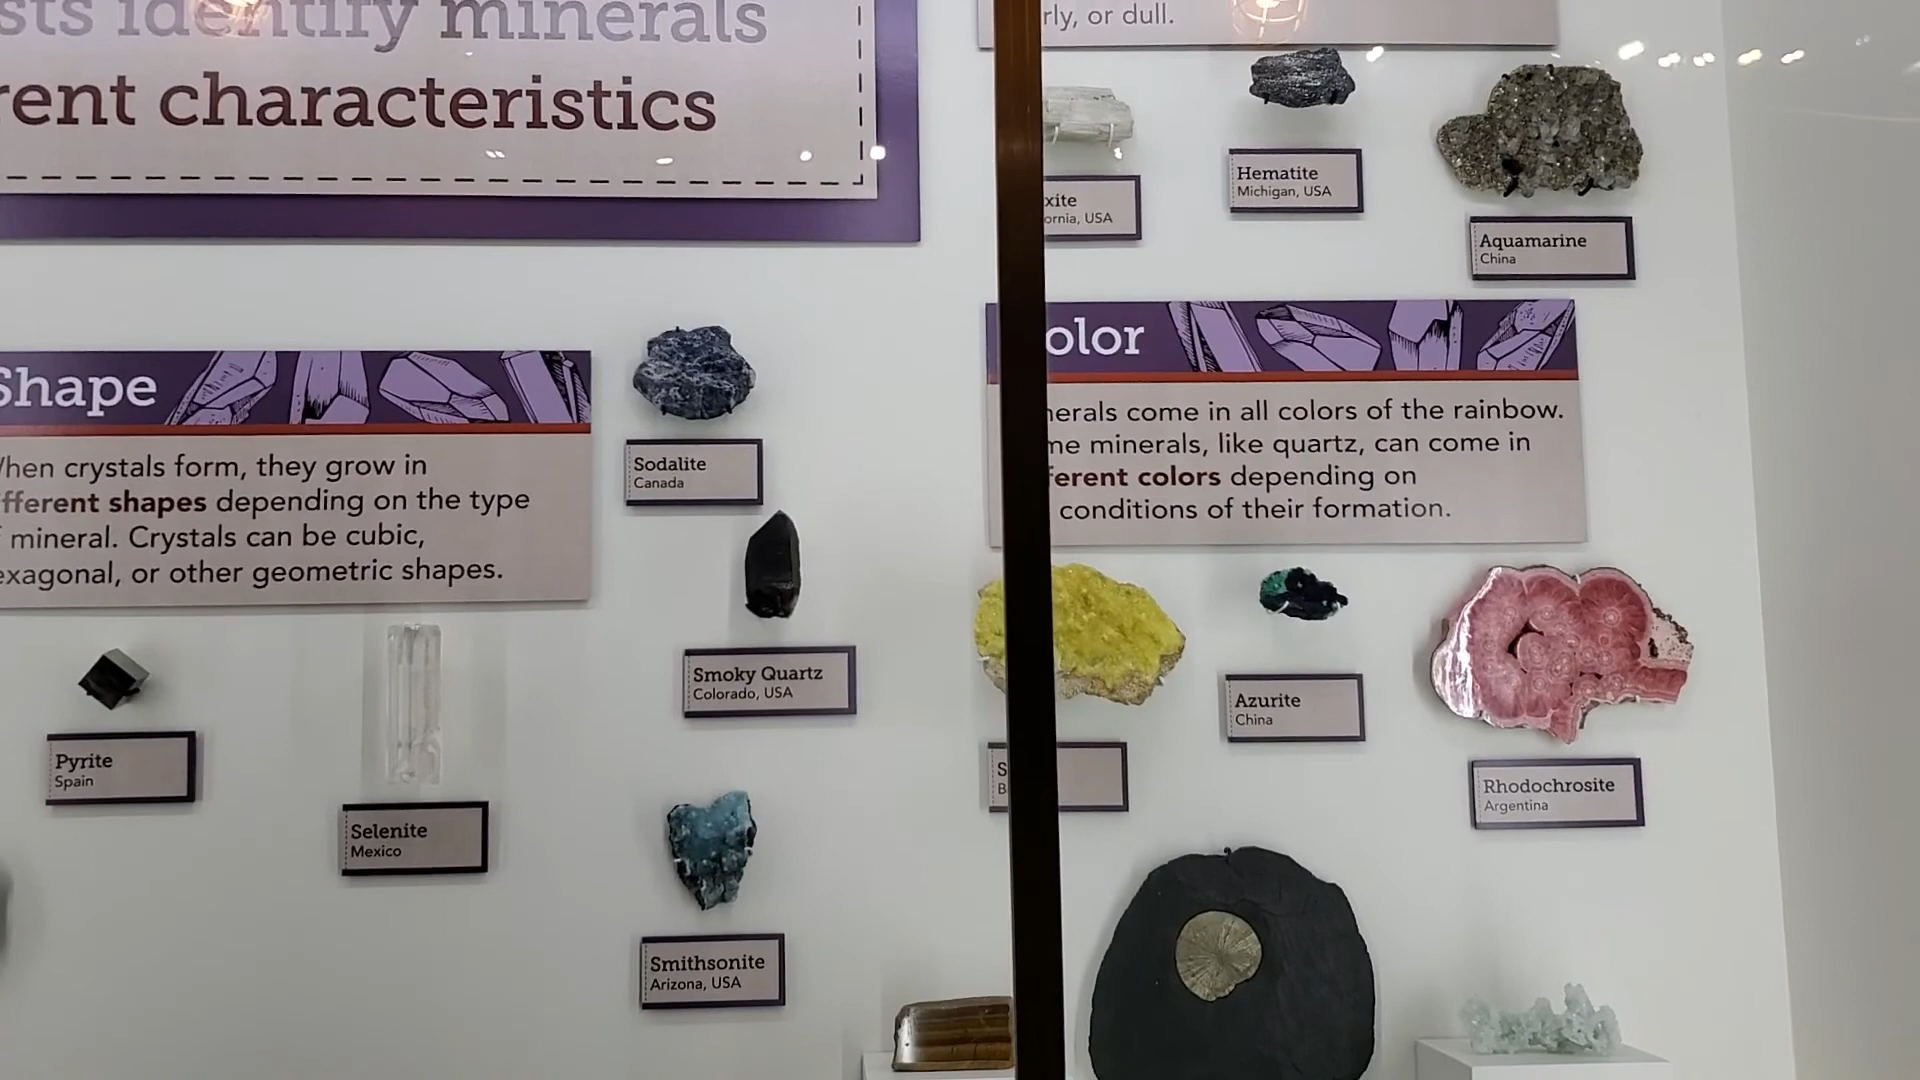 identify minerals
rent characteristics
rly, or dull.
xite
ornia, USA
Hematite
Michigan, USA
Aquamarine
China
Shape
hen crystals form, they grow in
fferent shapes depending on the type
mineral. Crystals can be cubic,
exagonal, or other geometric shapes.
Sodalite
Canada
Smoky Quartz
Colorado, USA
Pyrite
Spain
Selenite
Mexico
Smithsonite
Arizona, USA
olor
nerals come in all colors of the rainbow.
me minerals, like quartz, can come in
ferent colors depending on
conditions of their formation.
S
B
Azurite
China
Rhodochrosite
Argentina